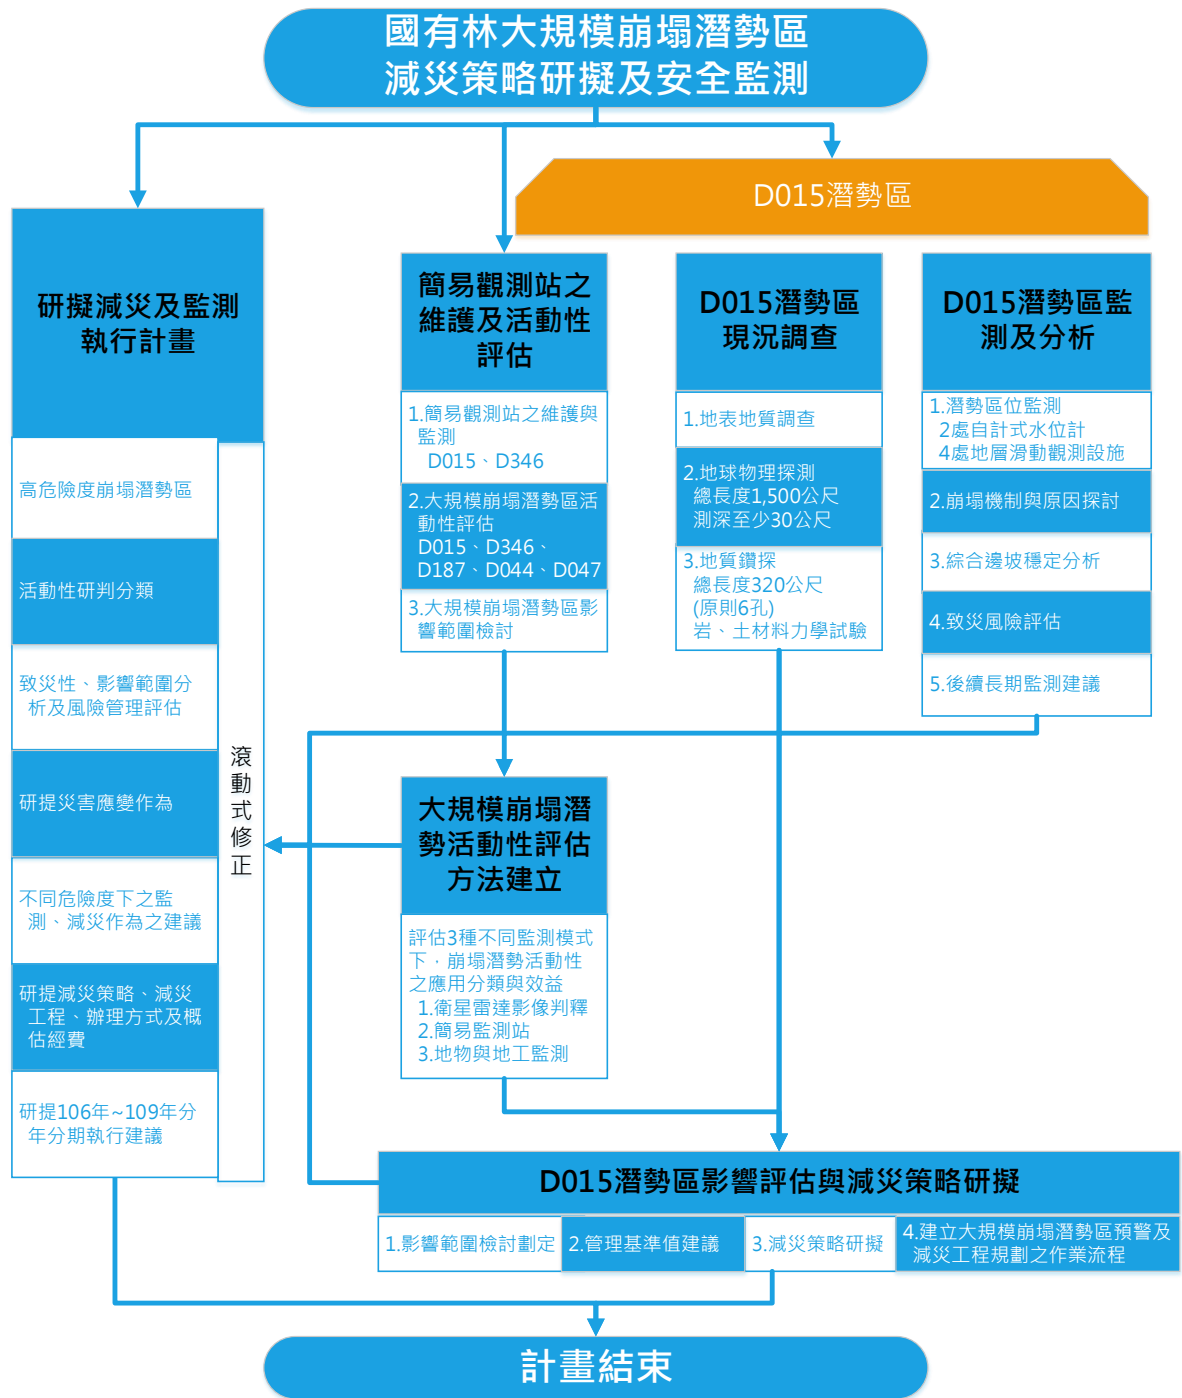 國有林大規模崩塌潛勢區
減災策略研擬及安全監測
D015潛勢區
研擬減災及監測
執行計畫
高危險度崩塌潛勢區
活動性研判分類
致災性、影響範圍分
析及風險管理評估
研提災害應變作為
不同危險度下之監
測、減災作為之建議
研提減災策略、減災
工程、辦理方式及概
估經費
研提106年~109年分
年分期執行建議
滾動式修正
簡易觀測站之
維護及活動性
評估
1.簡易觀測站之維護與
監測
D015、D346
2.大規模崩塌潛勢區活
動性評估
D015、D346、
D187、D044、D047
3.大規模崩塌潛勢區影
響範圍檢討
D015潛勢區
現況調查
1.地表地質調查
2.地球物理探測
總長度1,500公尺
測深至少30公尺
3.地質鑽探
總長度320公尺
(原則6孔)
岩、土材料力學試驗
D015潛勢區監
測及分析
1.潛勢區位監測
2處自計式水位計
4處地層滑動觀測設施
2.崩塌機制與原因探討
3.綜合邊坡穩定分析
4.致災風險評估
5.後續長期監測建議
大規模崩塌潛
勢活動性評估
方法建立
評估3種不同監測模式
下，崩塌潛勢活動性
之應用分類與效益
1.衛星雷達影像判釋
2.簡易監測站
3.地物與地工監測
D015潛勢區影響評估與減災策略研擬
1.影響範圍檢討劃定
2.管理基準值建議
3.減災策略研擬
4.建立大規模崩塌潛勢區預警及
減災工程規劃之作業流程
計畫結束